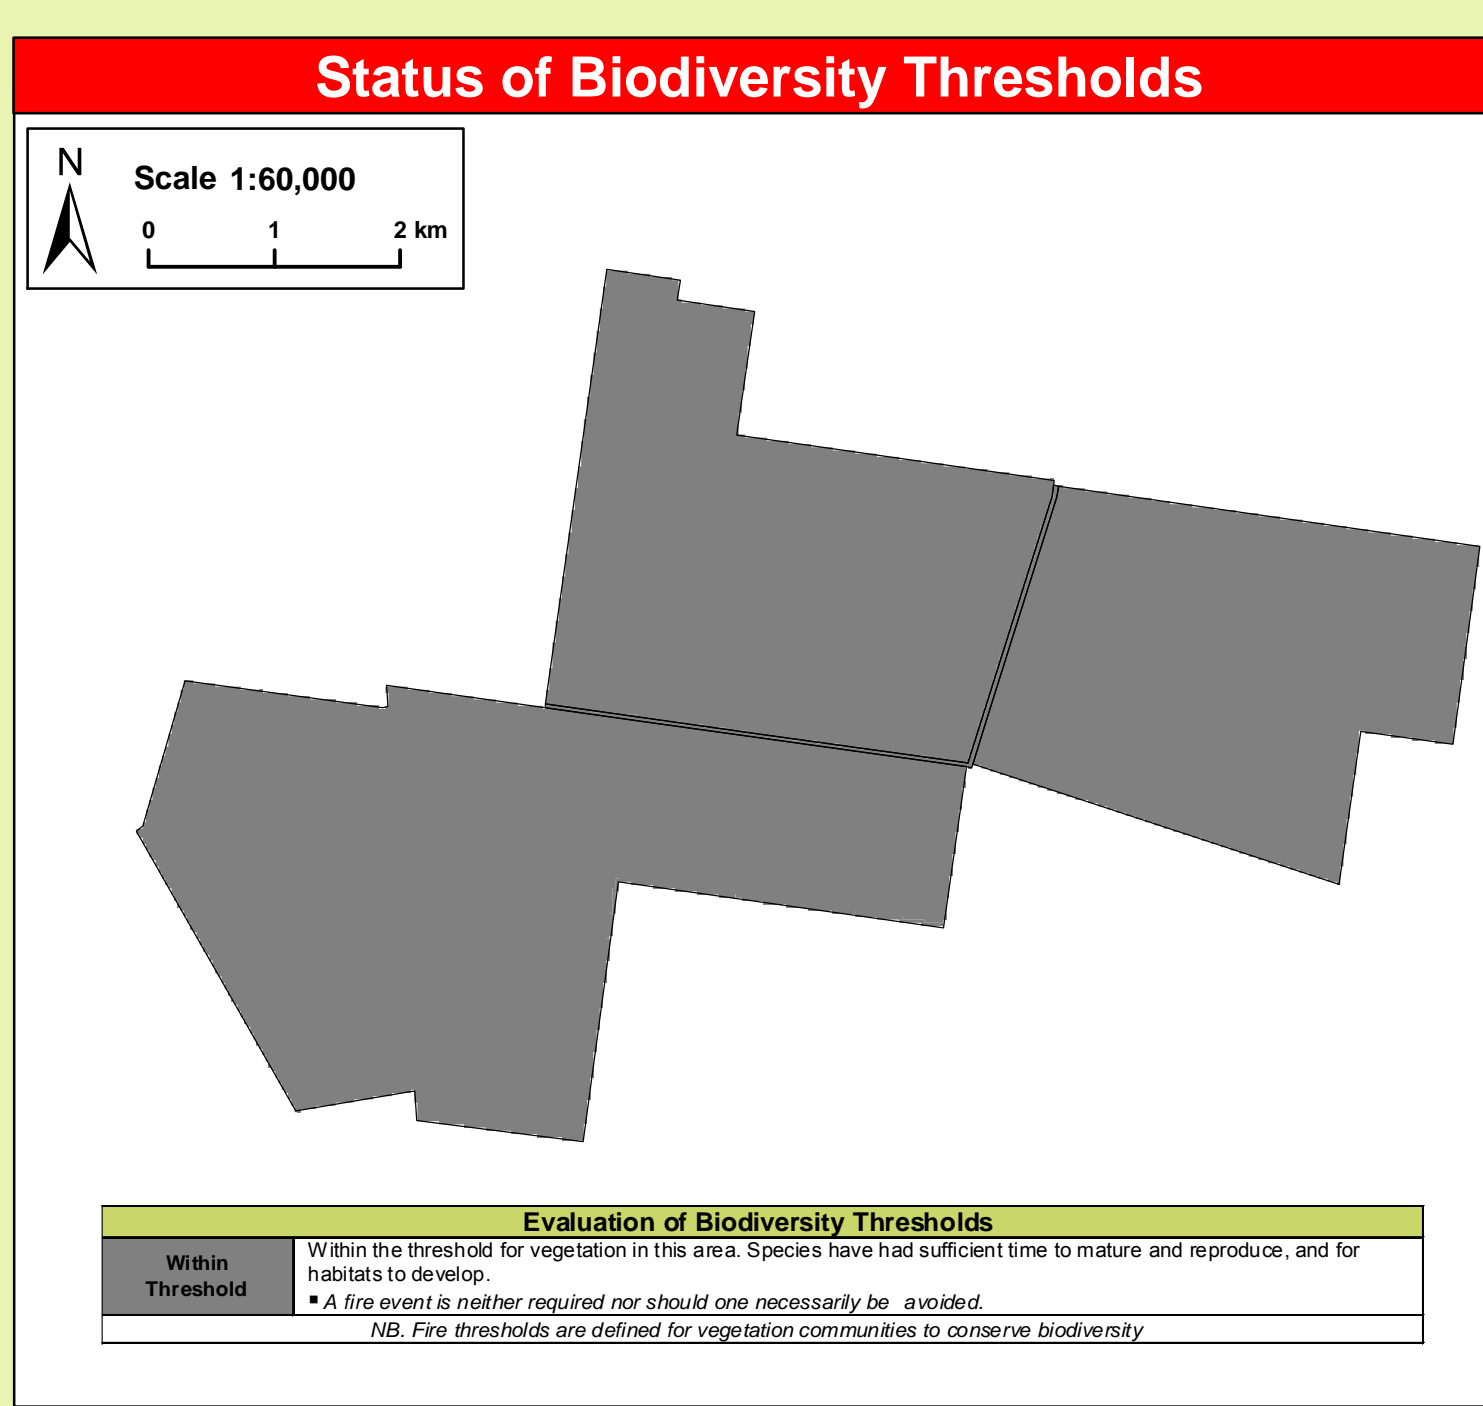 Status of Biodiversity Thresholds
N
Scale 1:60,000
0 1 2 km
Evaluation of Biodiversity Thresholds
Within
Threshold
Within the threshold for vegetation in this area. Species have had sufficient time to mature and reproduce, and for
habitats to develop.
▪ A fire event is neither required nor should one necessarily be avoided.
NB. Fire thresholds are defined for vegetation communities to conserve biodiversity